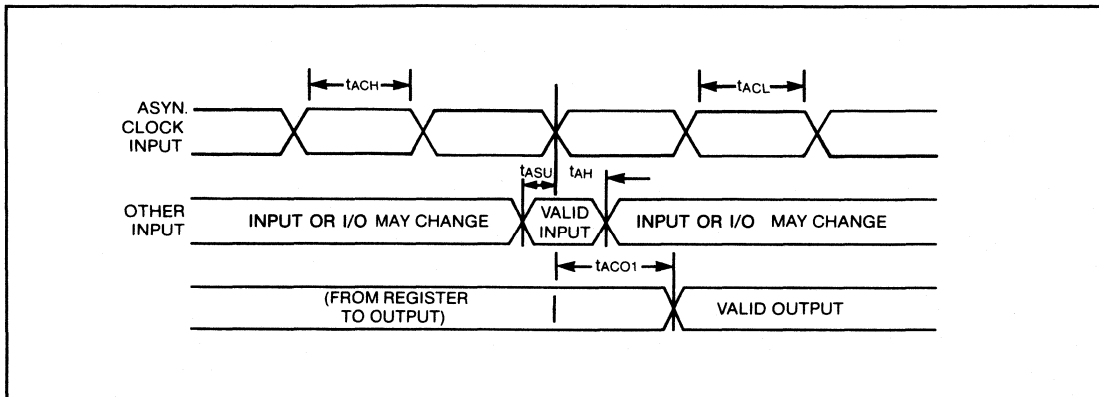 tACH
tACL
ASYN.
CLOCK
INPUT
tASU
tAH
OTHER
INPUT
INPUT OR I/O MAY CHANGE
VALID
INPUT
INPUT OR I/O MAY CHANGE
tACO1
(FROM REGISTER
TO OUTPUT)
VALID OUTPUT